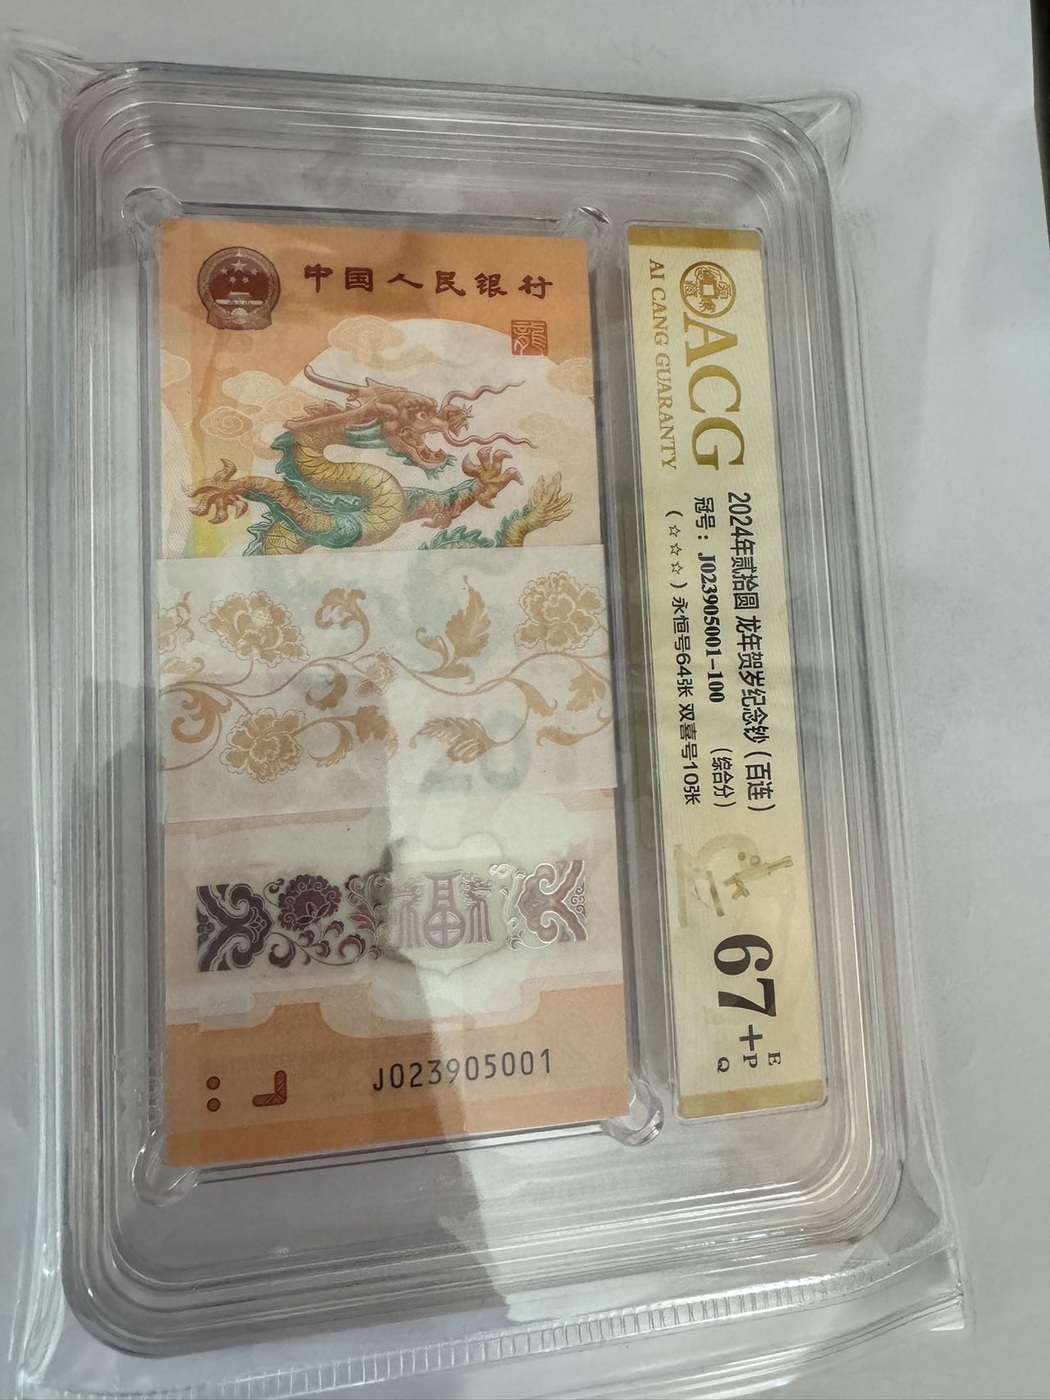 中国人民银行
龍
福
J023905001
ACG
AI CANG GUARANTY
2024年贰拾圆 龙年贺岁纪念钞(百连)
冠号:J023905001-100 (综合分)
(☆☆☆)永恒号64张 双喜号10张
67+
E
P
Q